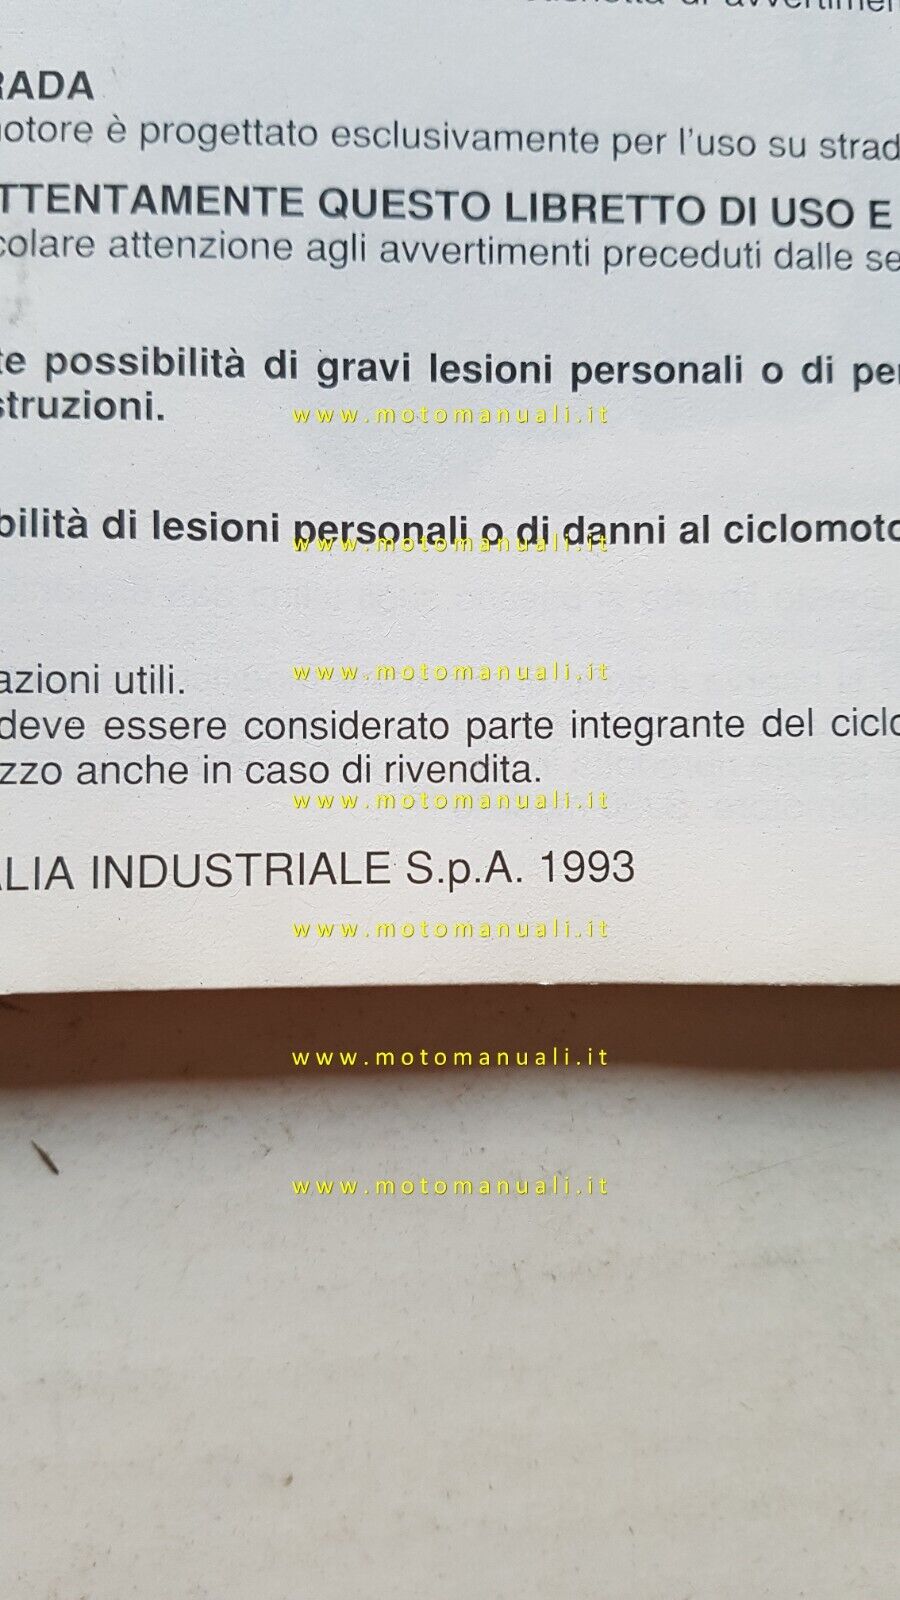 RADA
motore è progettato esclusivamente per l'uso su strad
TTENTAMENTE QUESTO LIBRETTO DI USO E
colare attenzione agli avvertimenti preceduti dalle se
te possibilità di gravi lesioni personali o di per
struzioni.
www.motomanuali.it
bilità di lesioni personali o di danni al ciclomoto
www.motomanuali.it
azioni utili.
www.motomanuali.it
deve essere considerato parte integrante del ciclo
zzo anche in caso di rivendita.
www.motomanuali.it
ALIA INDUSTRIALE S.p.A. 1993
www.motomanuali.it
www.motomanuali.it
www.motomanuali.it